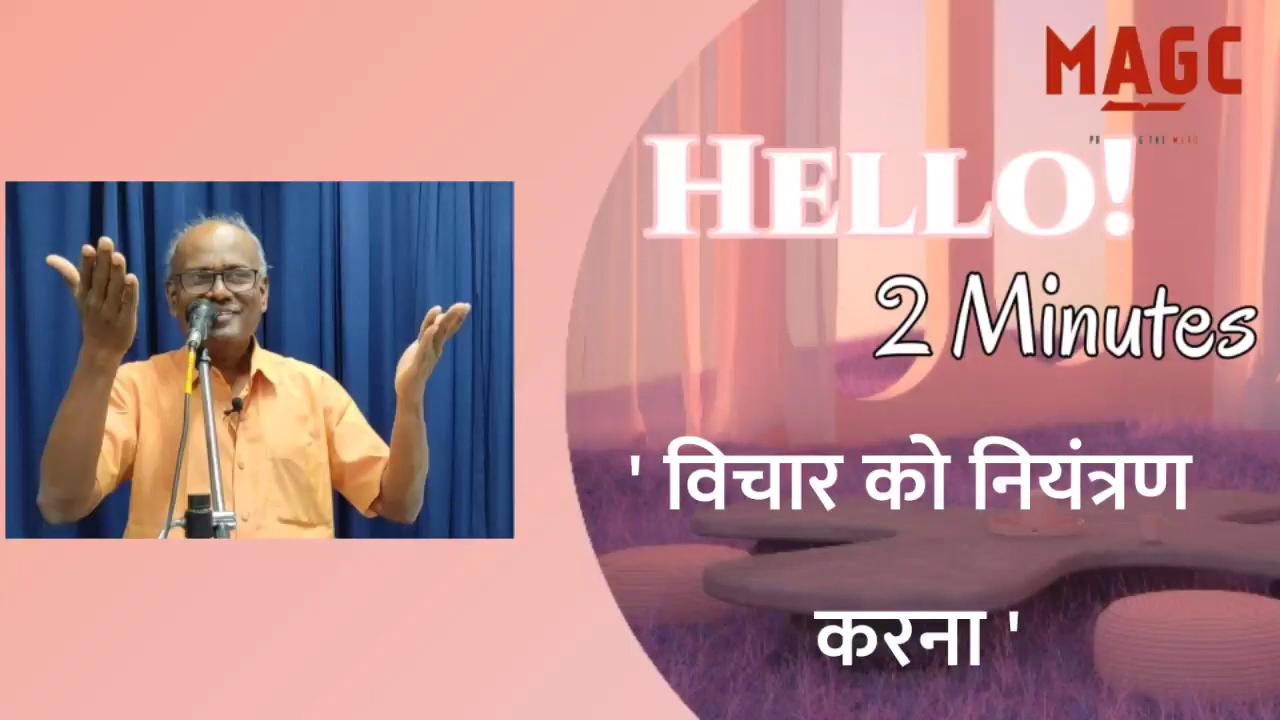 MAGC
HELLO!
2 Minutes
' विचार को नियंत्रण
करना '